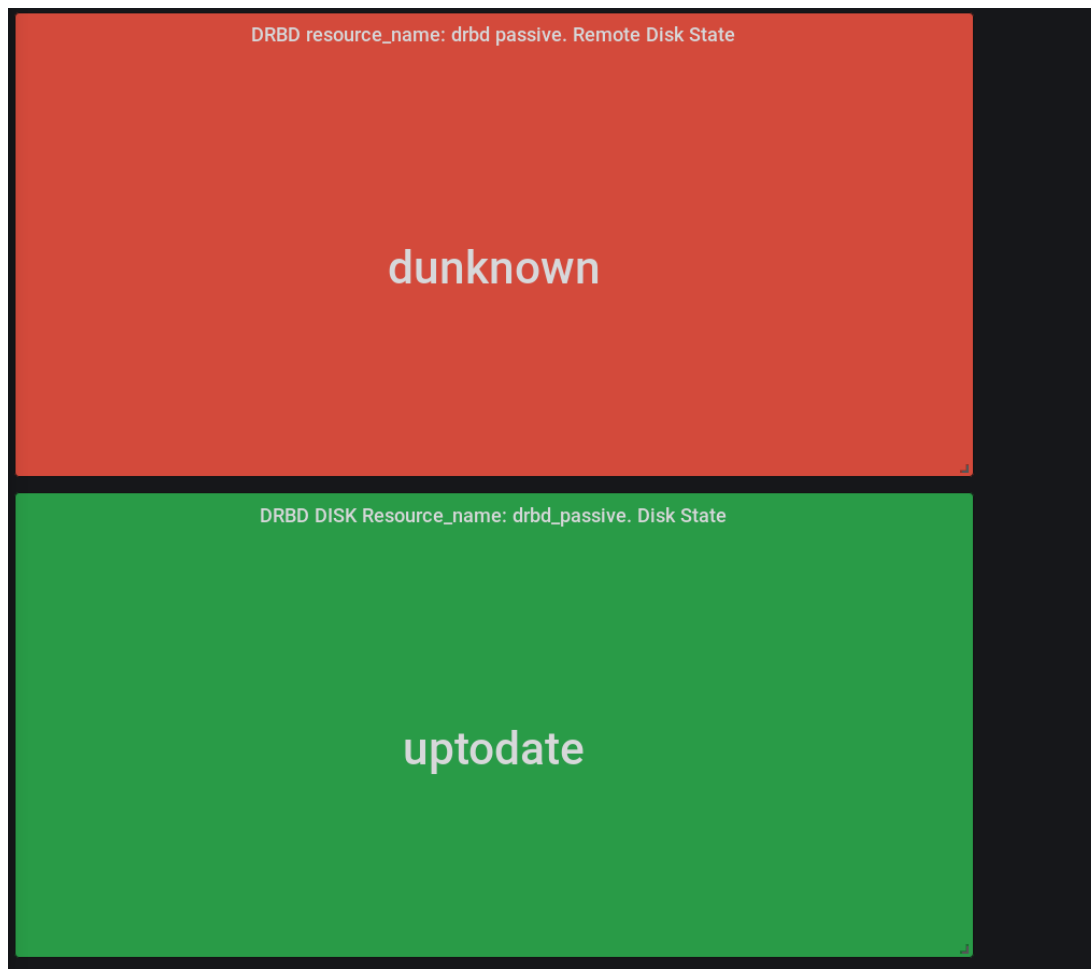 DRBD resource_name: drbd passive. Remote Disk State
dunknown
DRBD DISK Resource_name: drbd_passive. Disk State
uptodate